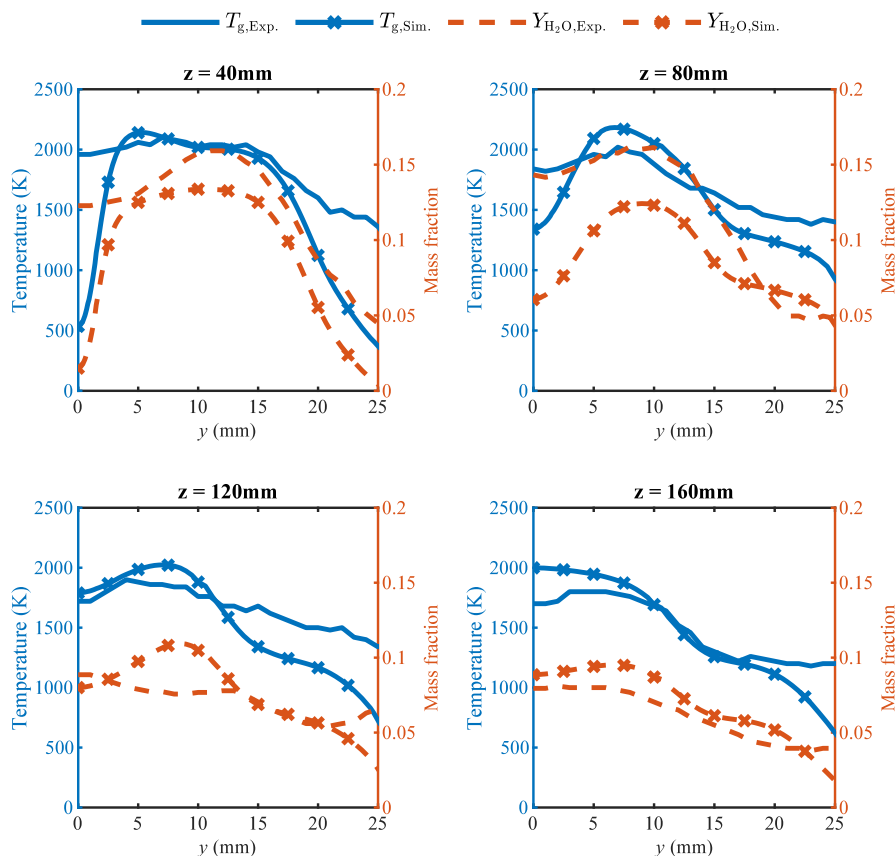 T_g,Exp. T_g,Sim. Y_H₂O,Exp. Y_H₂O,Sim.
z = 40mm
2500
2000
1500
1000
500
0
Temperature (K)
0.2
0.15
0.1
0.05
0
Mass fraction
0 5 10 15 20 25
y (mm)
z = 80mm
2500
2000
1500
1000
500
0
Temperature (K)
0.2
0.15
0.1
0.05
0
Mass fraction
0 5 10 15 20 25
y (mm)
z = 120mm
2500
2000
1500
1000
500
0
Temperature (K)
0.2
0.15
0.1
0.05
0
Mass fraction
0 5 10 15 20 25
y (mm)
z = 160mm
2500
2000
1500
1000
500
0
Temperature (K)
0.2
0.15
0.1
0.05
0
Mass fraction
0 5 10 15 20 25
y (mm)